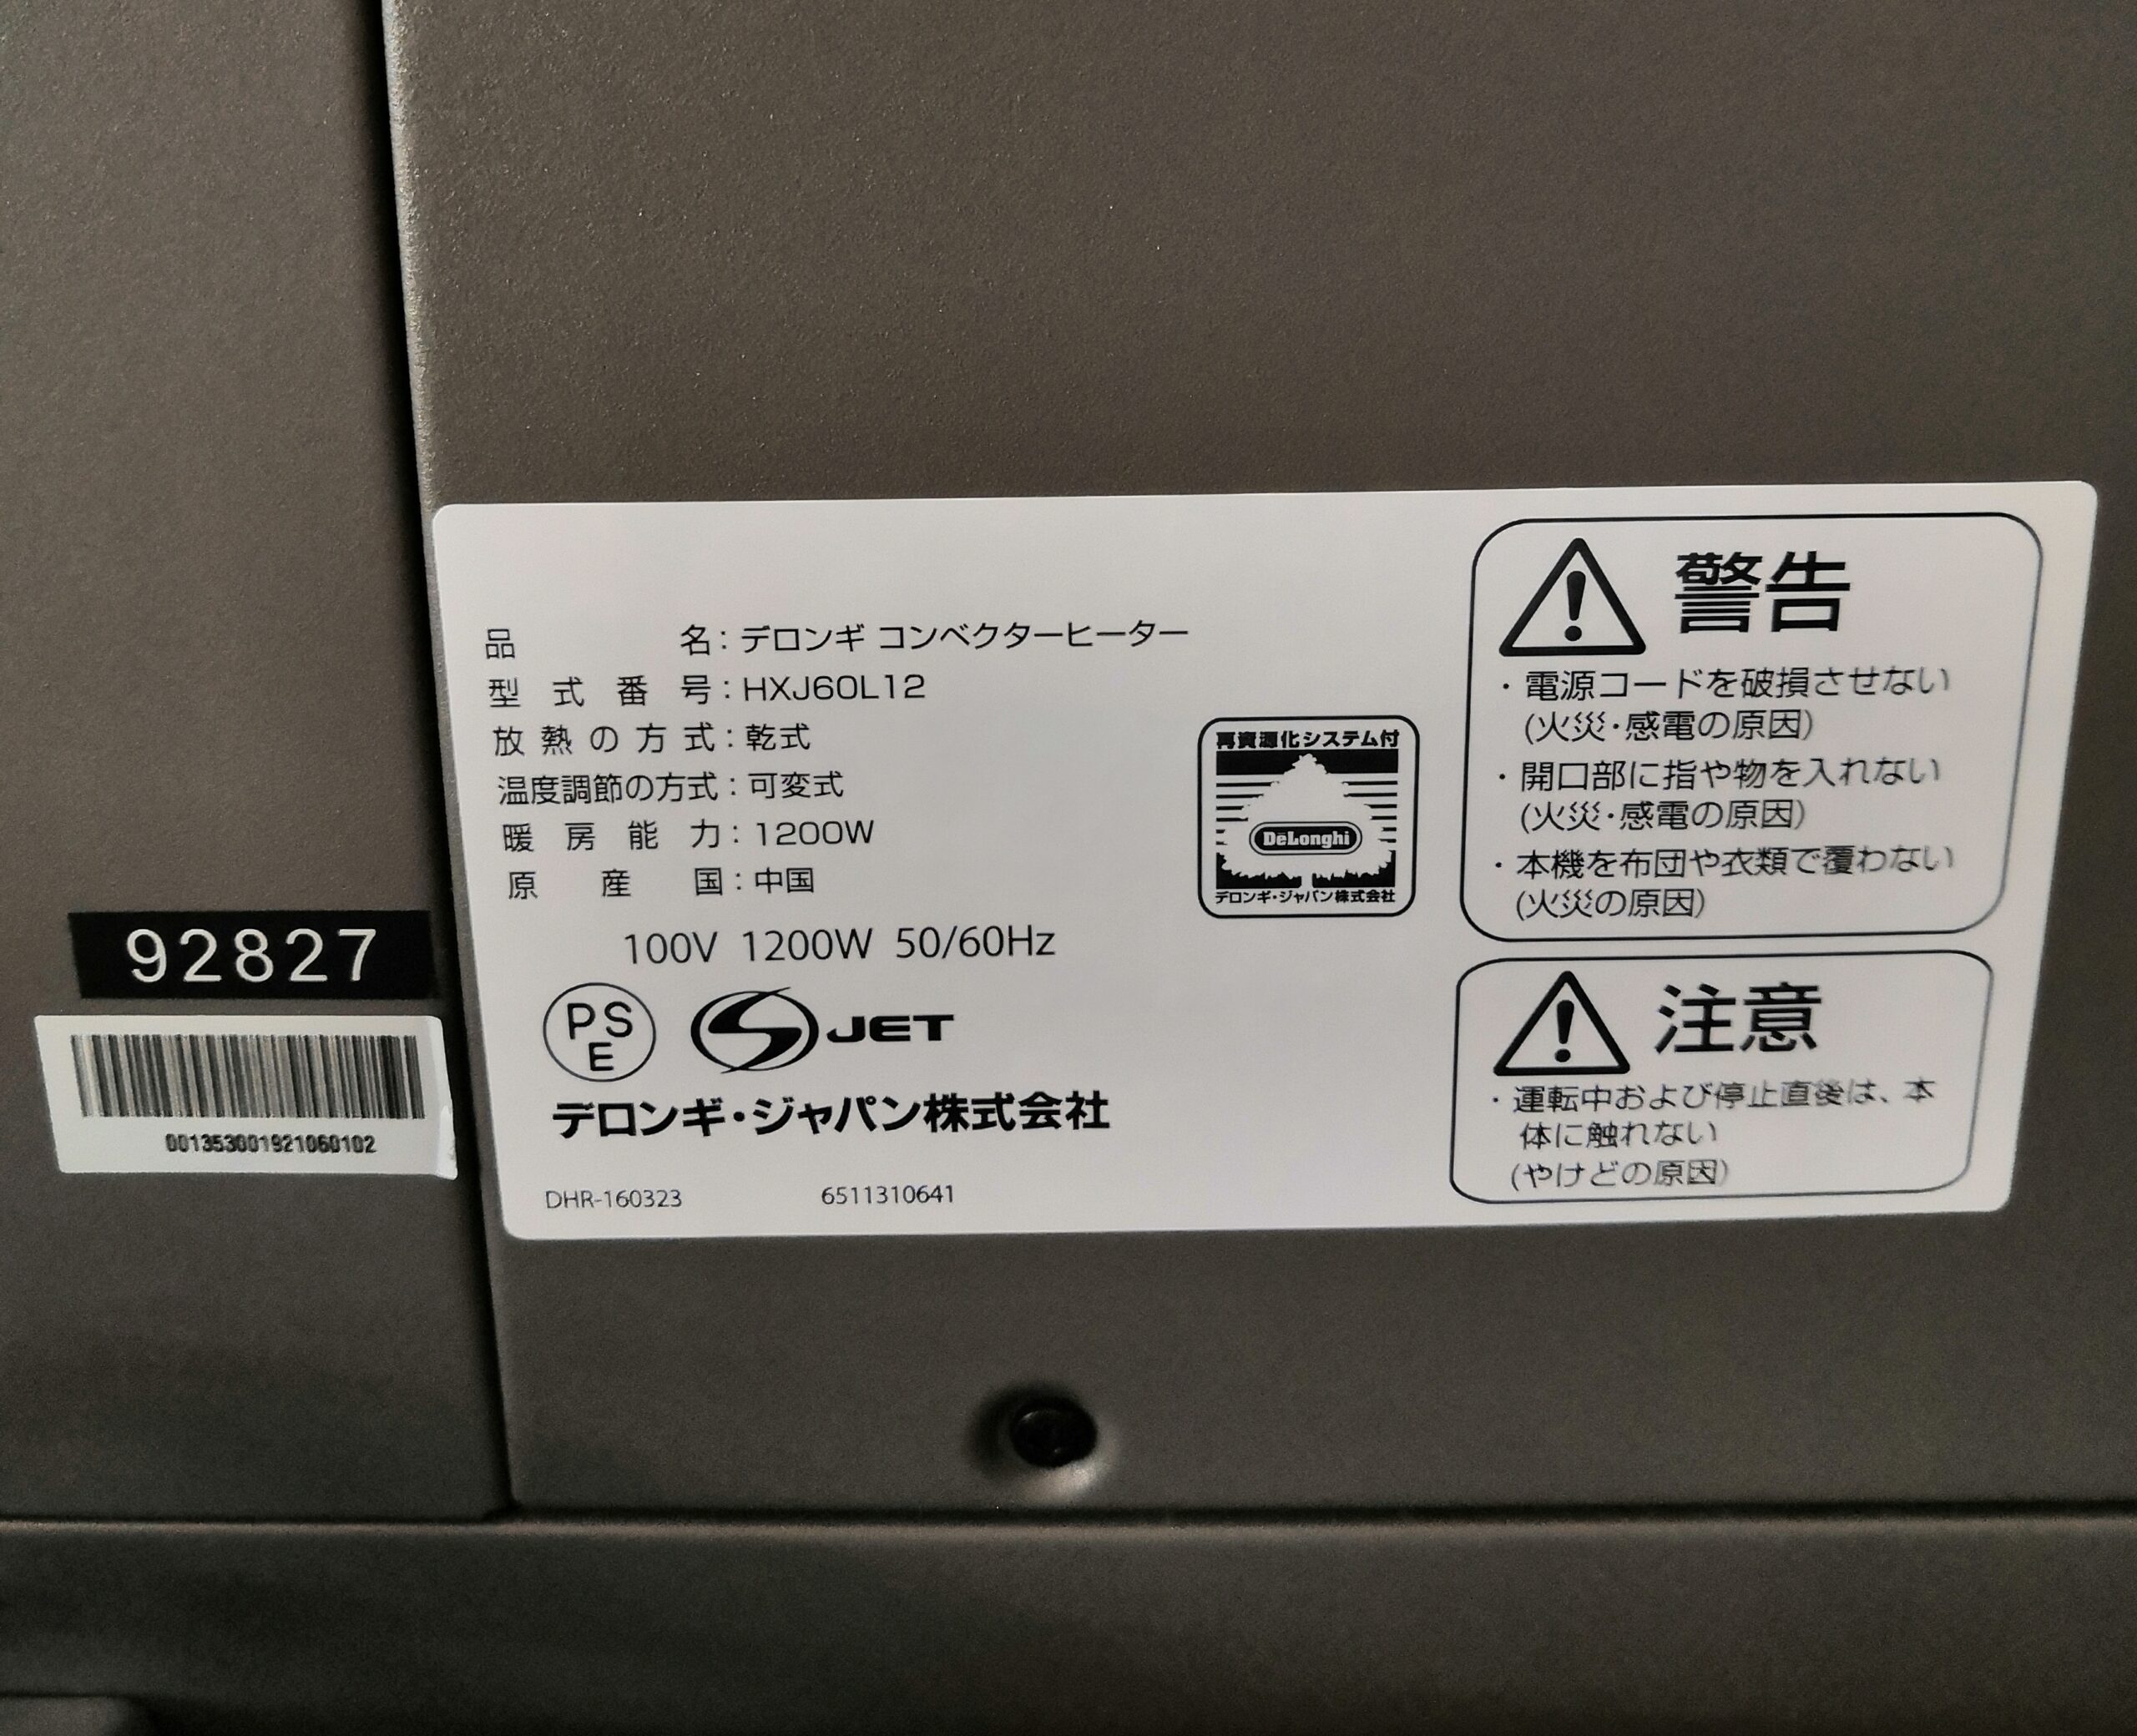 品名：デロンギ コンベクターヒーター
型式番号：HXJ60L12
放熱の方式：乾式
温度調節の方式：可変式
暖房能力：1200W
原産国：中国
100V 1200W 50/60Hz
PS
E
S JET
デロンギ・ジャパン株式会社
DHR-160323 6511310641
再資源化システム付
DeLonghi
デロンギ・ジャパン株式会社
警告
・電源コードを破損させない
(火災・感電の原因)
・開口部に指や物を入れない
(火災・感電の原因)
・本機を布団や衣類で覆わない
(火災の原因)
注意
・運転中および停止直後は、本
体に触れない
(やけどの原因)
92827
001353001921060102